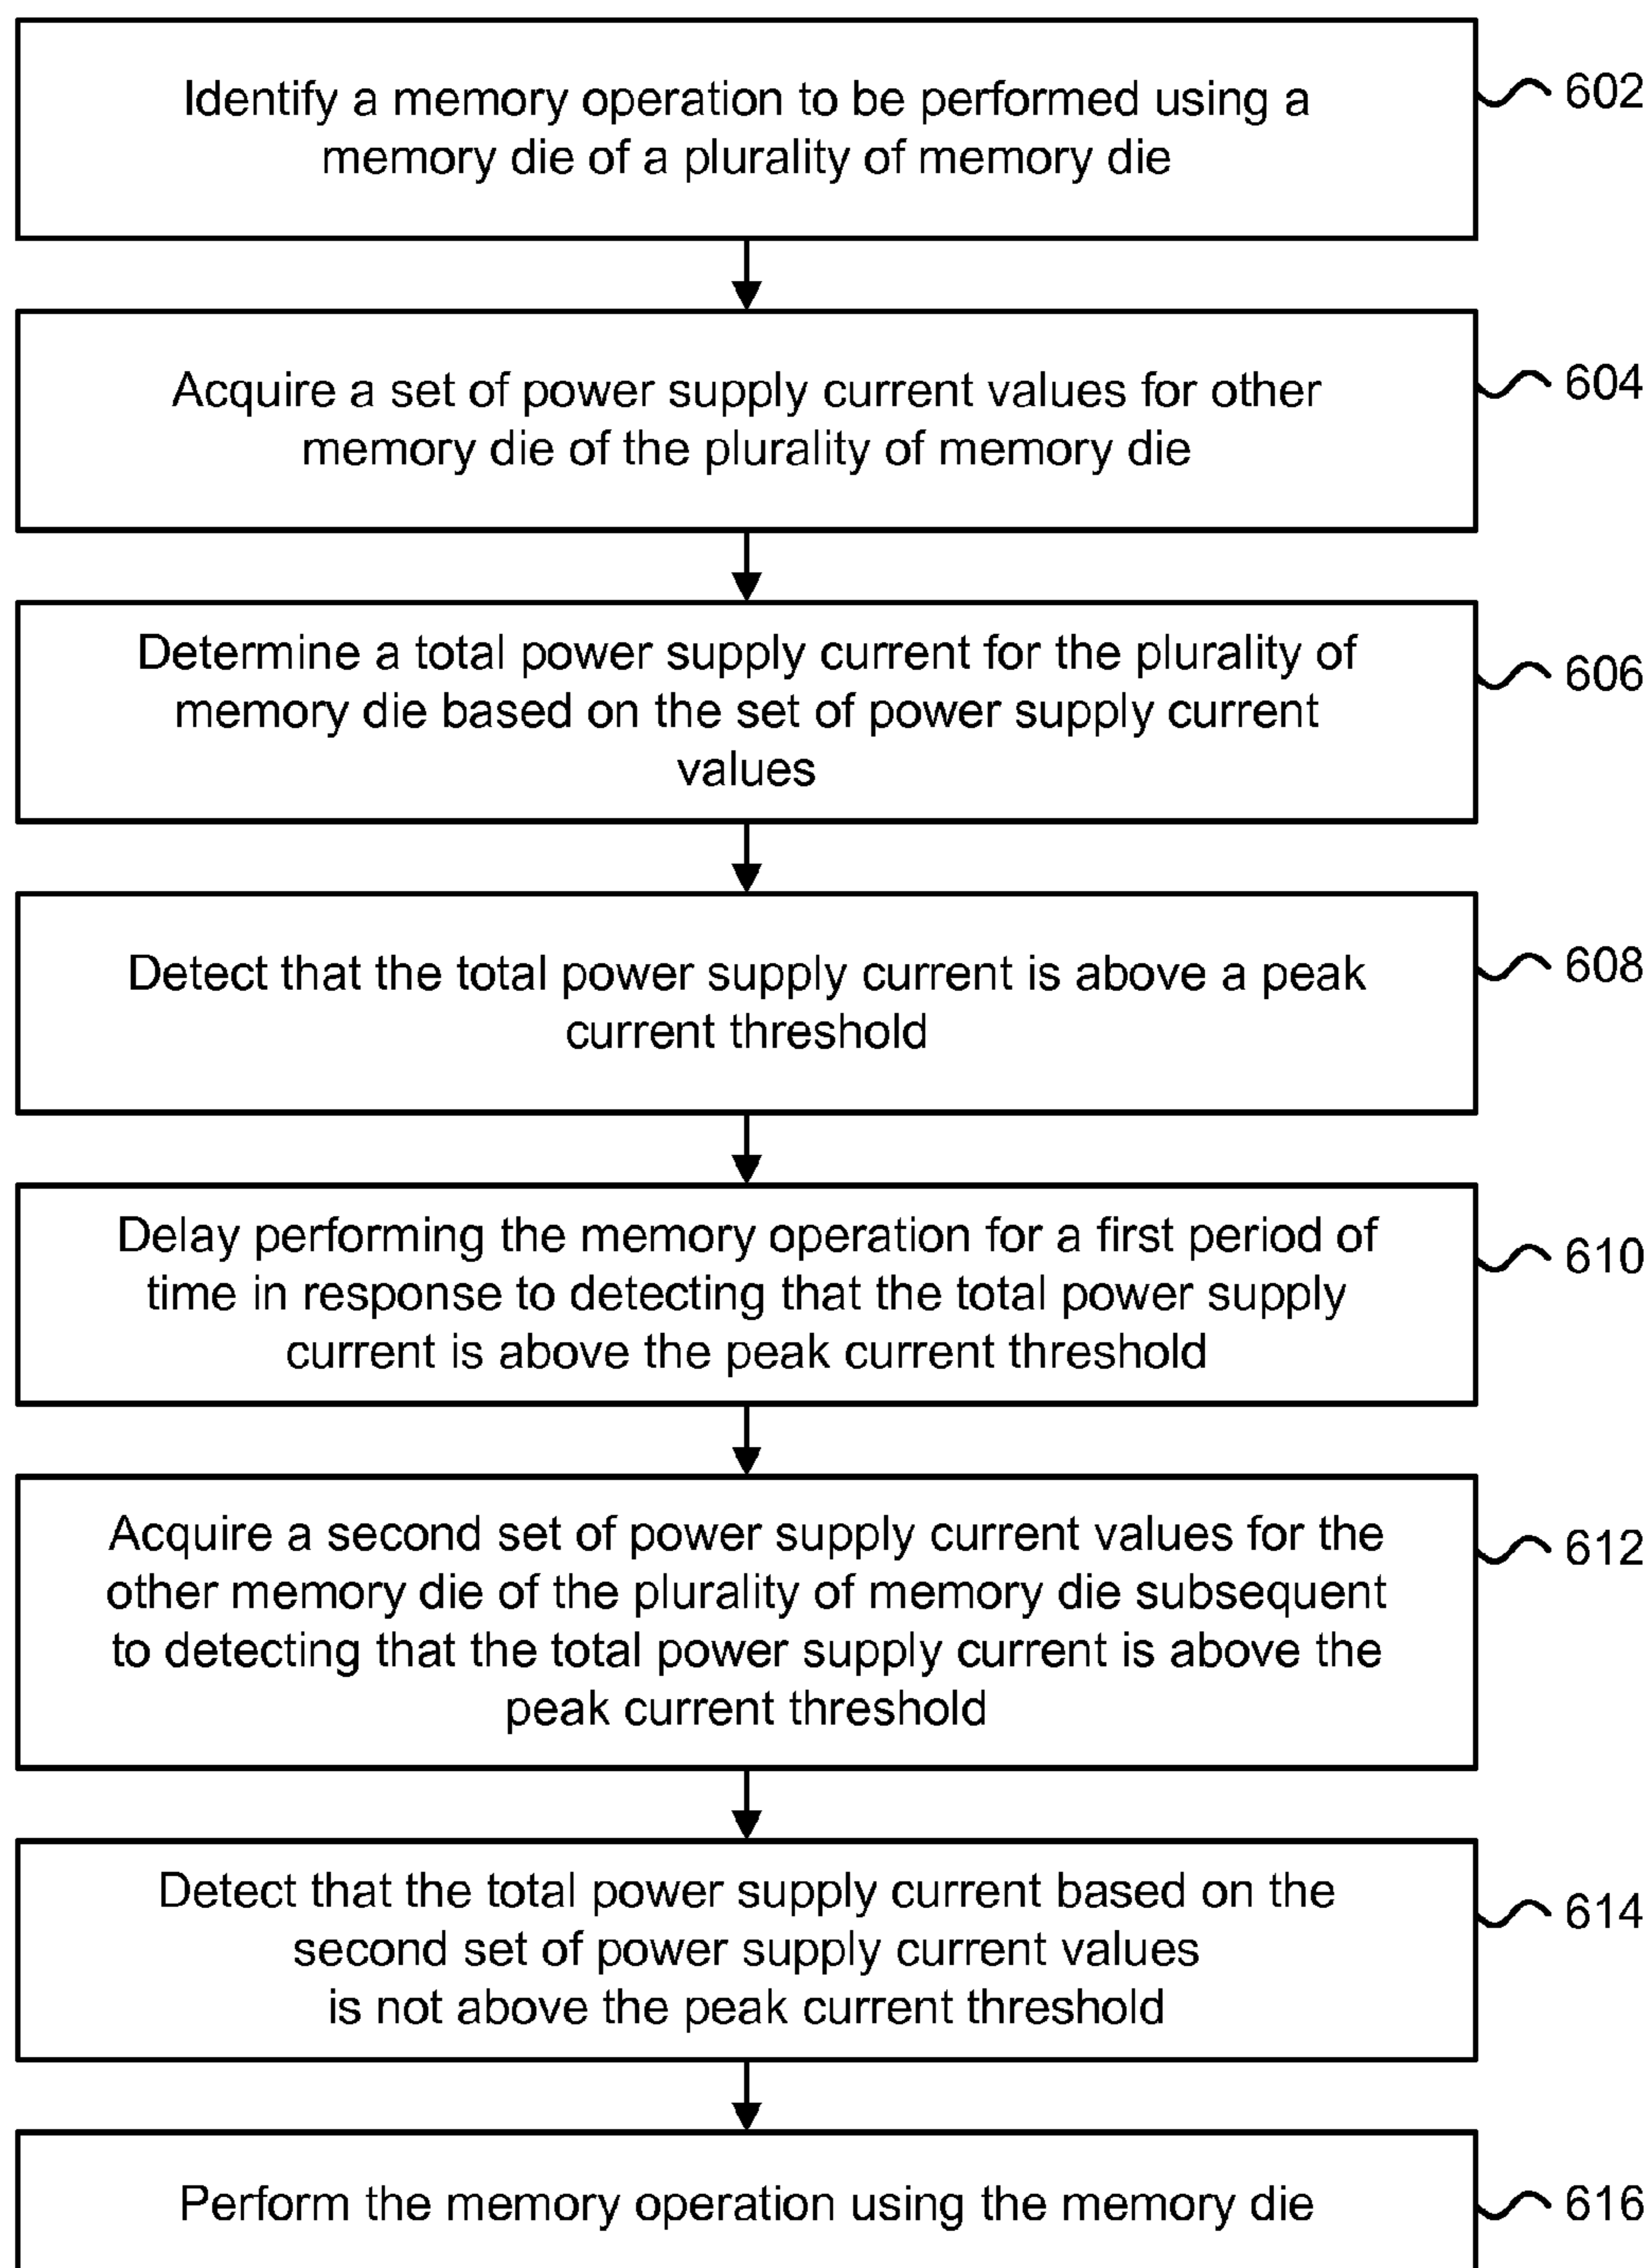 Identify a memory operation to be performed using a
memory die of a plurality of memory die
602
Acquire a set of power supply current values for other
memory die of the plurality of memory die
604
Determine a total power supply current for the plurality of
memory die based on the set of power supply current
values
606
Detect that the total power supply current is above a peak
current threshold
608
Delay performing the memory operation for a first period of
time in response to detecting that the total power supply
current is above the peak current threshold
610
Acquire a second set of power supply current values for the
other memory die of the plurality of memory die subsequent
to detecting that the total power supply current is above the
peak current threshold
612
Detect that the total power supply current based on the
second set of power supply current values
is not above the peak current threshold
614
Perform the memory operation using the memory die
616